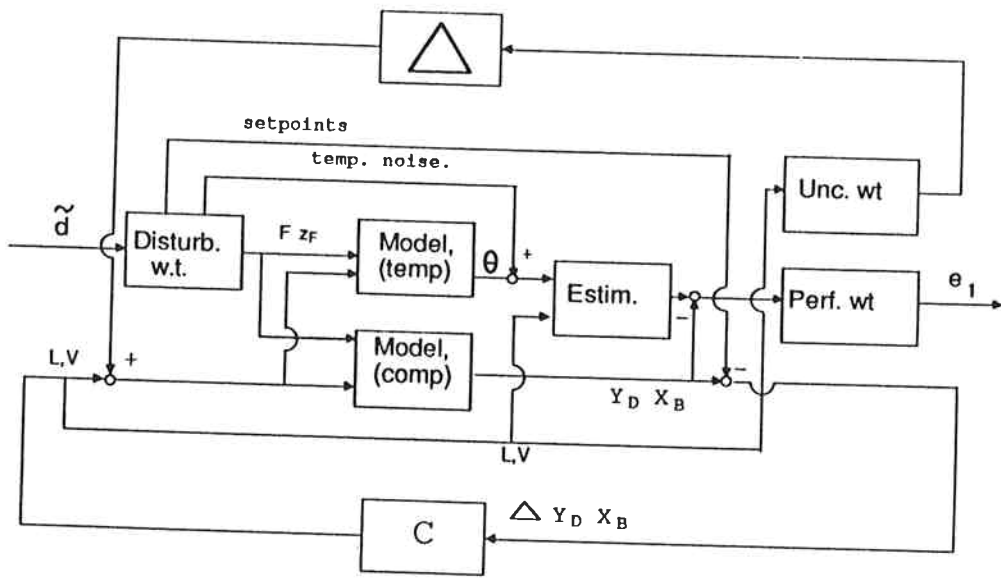 △
setpoints
temp. noise.
Unc. wt
d̃
Disturb.
w.t.
F z_F
Model,
(temp)
θ
+
Estim.
−
Perf. wt
e_1
L,V
+
Model,
(comp)
Y_D X_B
−
L,V
C
△ Y_D X_B